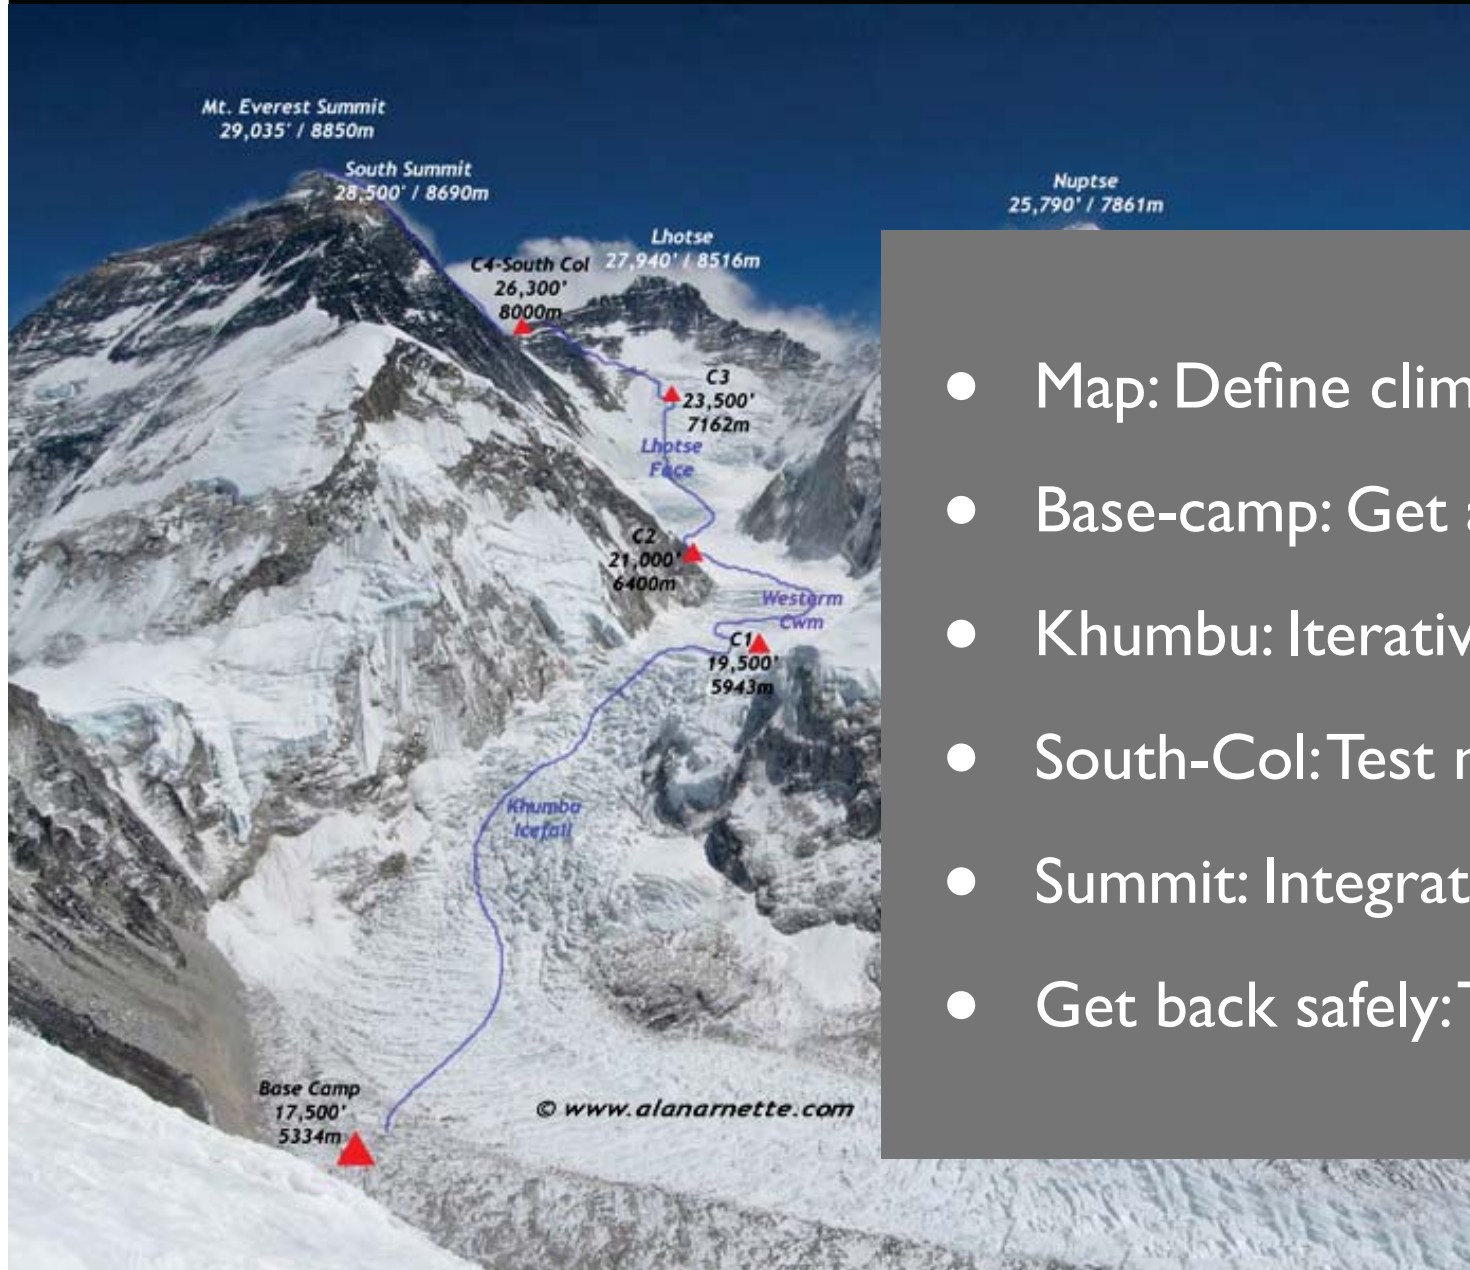 Mt. Everest Summit
29,035' / 8850m
South Summit
28,500' / 8690m
Nuptse
25,790' / 7861m
Lhotse
27,940' / 8516m
C4-South Col
26,300'
8000m
C3
23,500'
7162m
Lhotse
Face
C2
21,000'
6400m
Western
Cwm
C1
19,500'
5943m
Khumbu
Icefall
Base Camp
17,500'
5334m
© www.alanarnette.com
• Map: Define clim
• Base-camp: Get a
• Khumbu: Iterativ
• South-Col: Test
• Summit: Integrat
• Get back safely: T